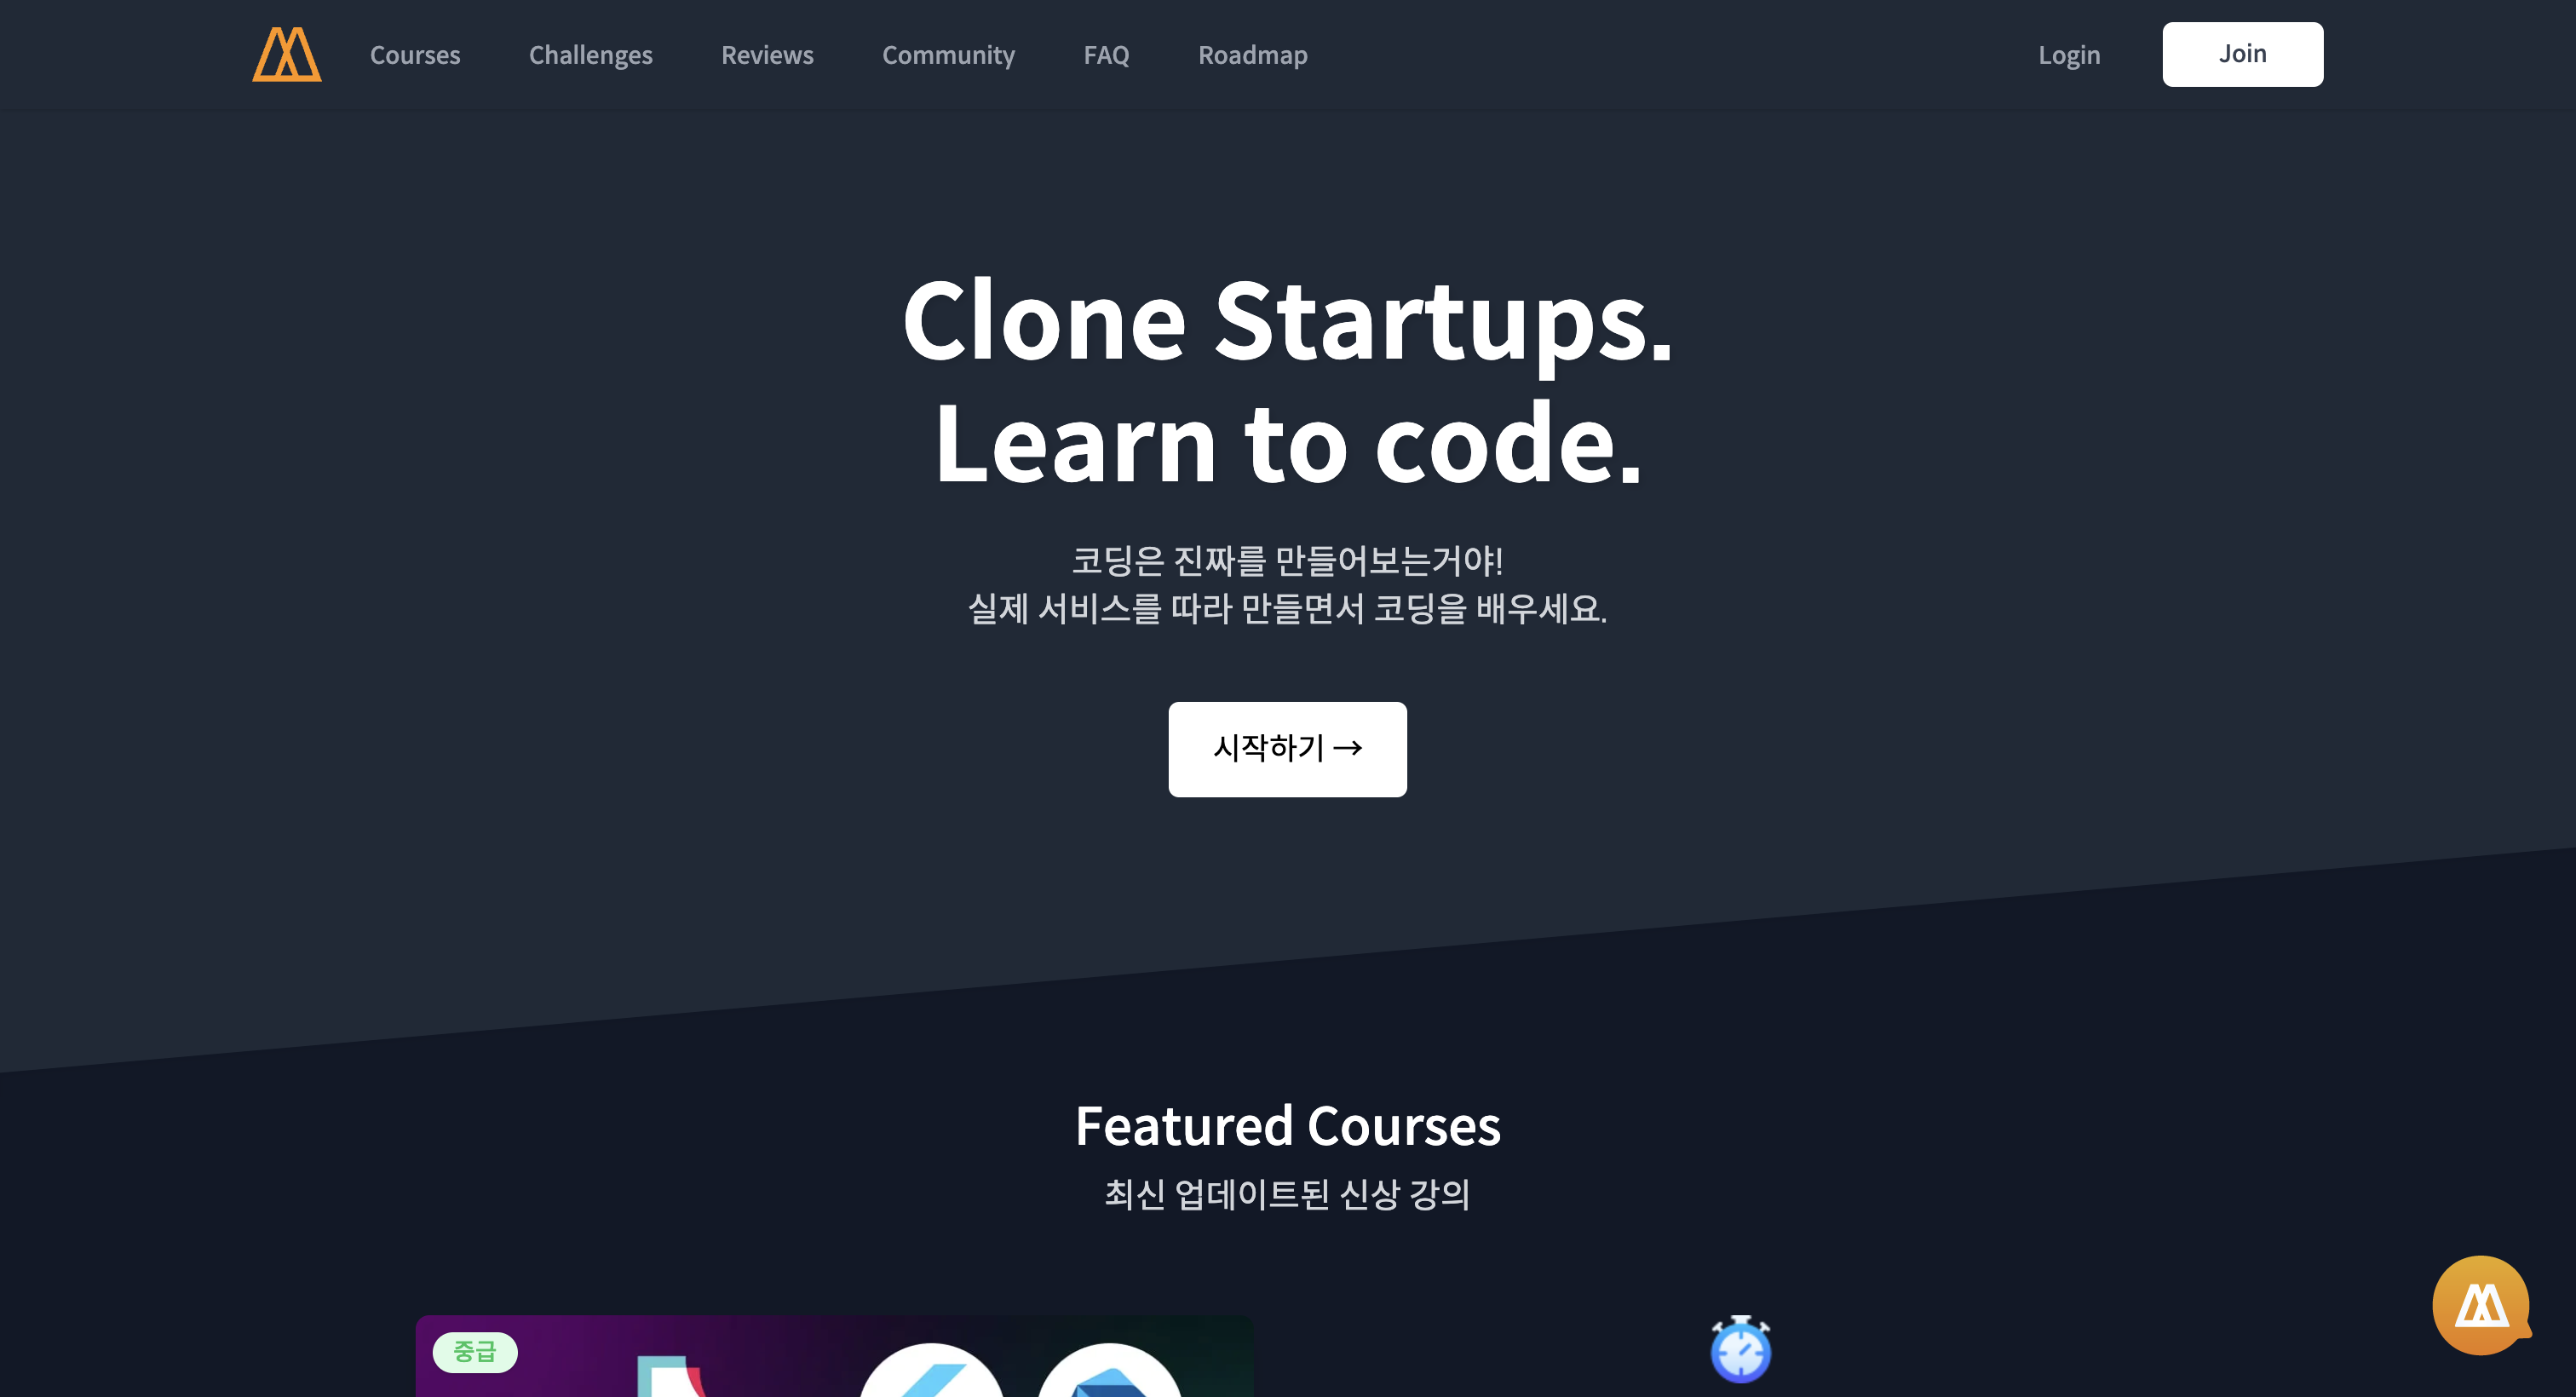 Courses
Challenges
Reviews
Community
FAQ
Roadmap
Login
Join
Clone Startups.
Learn to code.
코딩은 진짜를 만들어보는거야!
실제 서비스를 따라 만들면서 코딩을 배우세요.
시작하기 →
Featured Courses
최신 업데이트된 신상 강의
중급